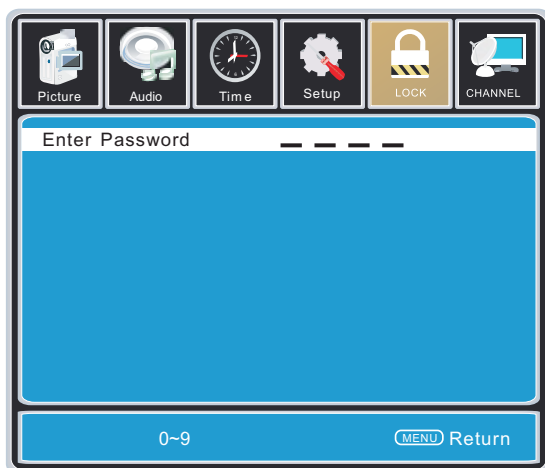 Picture Audio Time Setup LOCK CHANNEL
Enter Password _ _ _ _
0~9 MENU Return